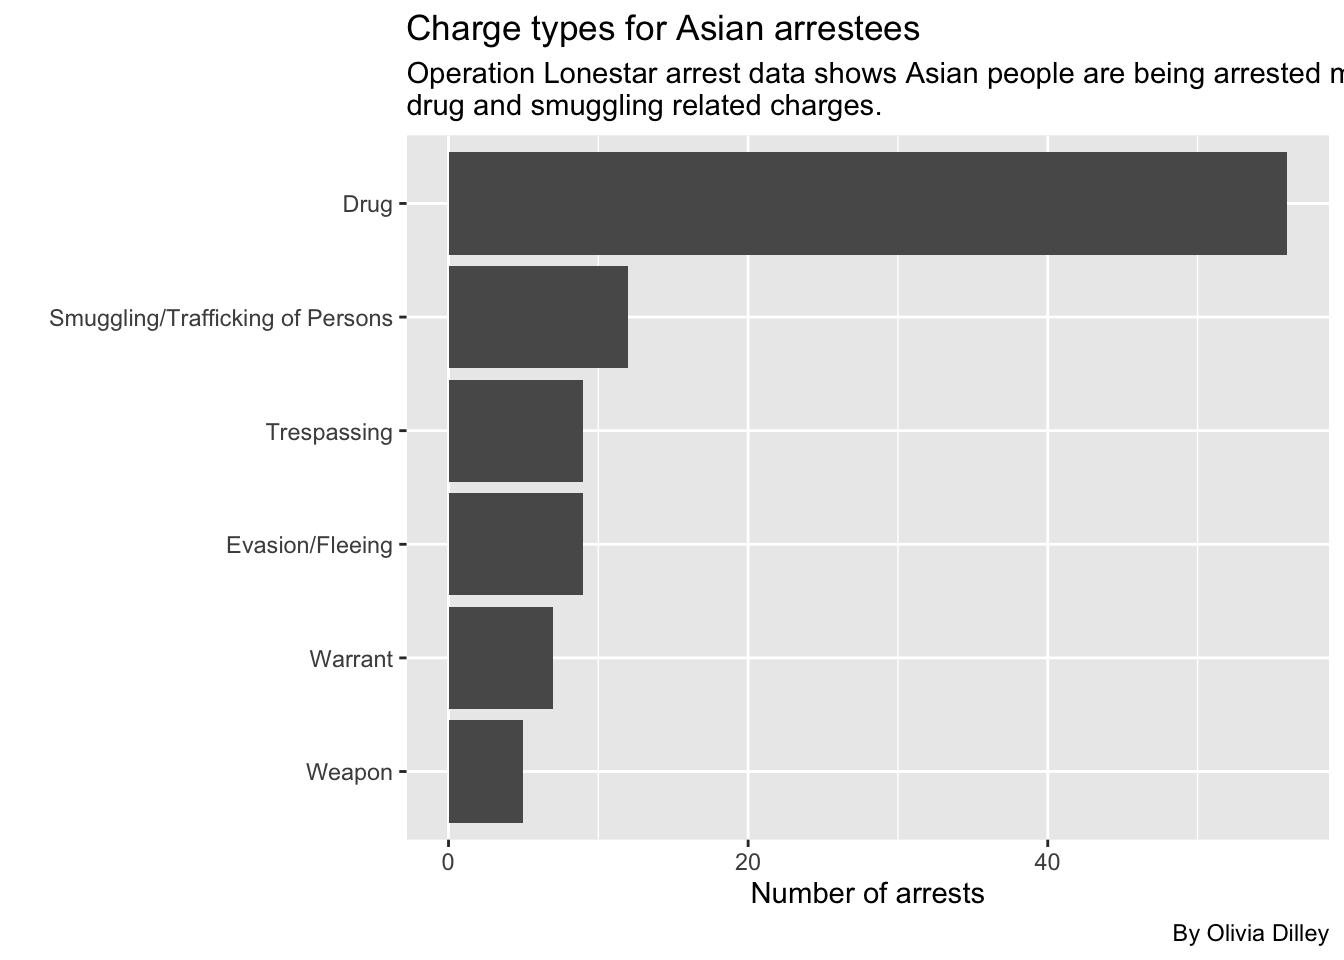 Charge types for Asian arrestees
Operation Lonestar arrest data shows Asian people are being arrested
drug and smuggling related charges.
Drug
Smuggling/Trafficking of Persons
Trespassing
Evasion/Fleeing
Warrant
Weapon
0 20 40
Number of arrests
By Olivia Dilley